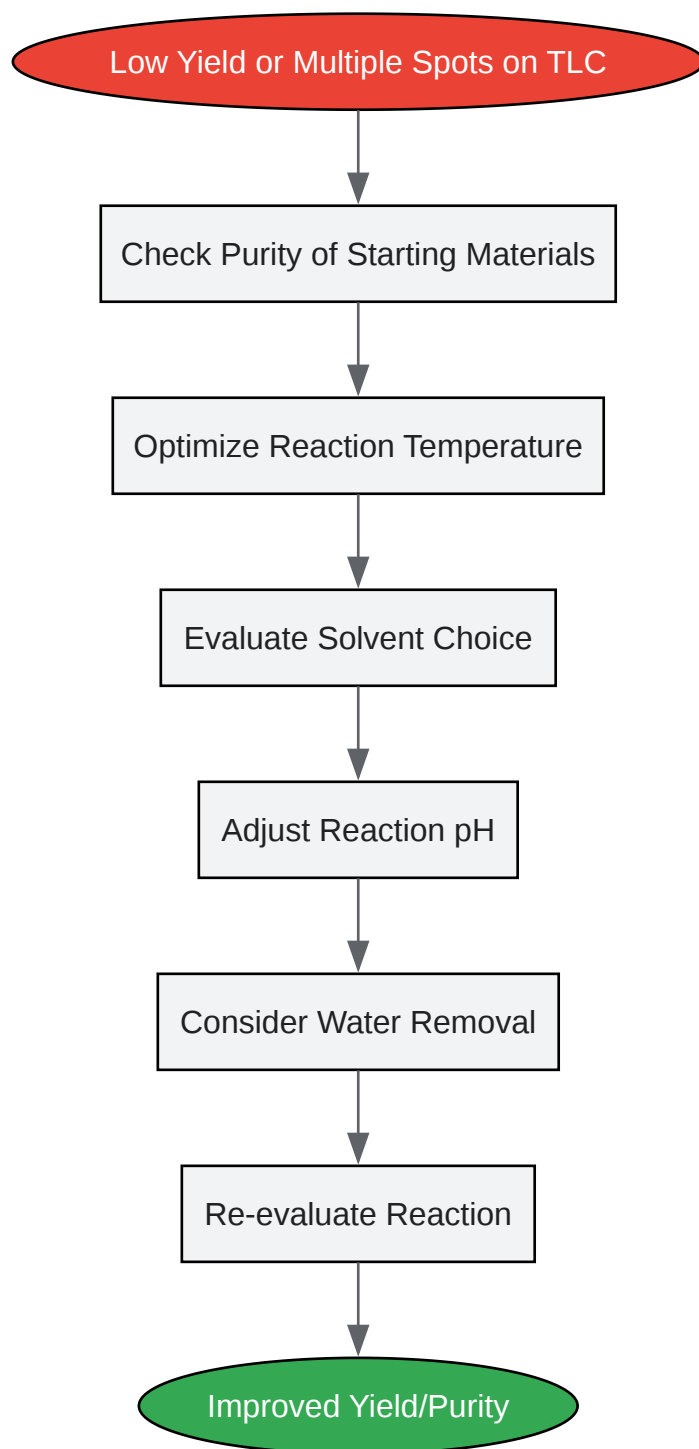 Low Yield or Multiple Spots on TLC
Check Purity of Starting Materials
Optimize Reaction Temperature
Evaluate Solvent Choice
Adjust Reaction pH
Consider Water Removal
Re-evaluate Reaction
Improved Yield/Purity